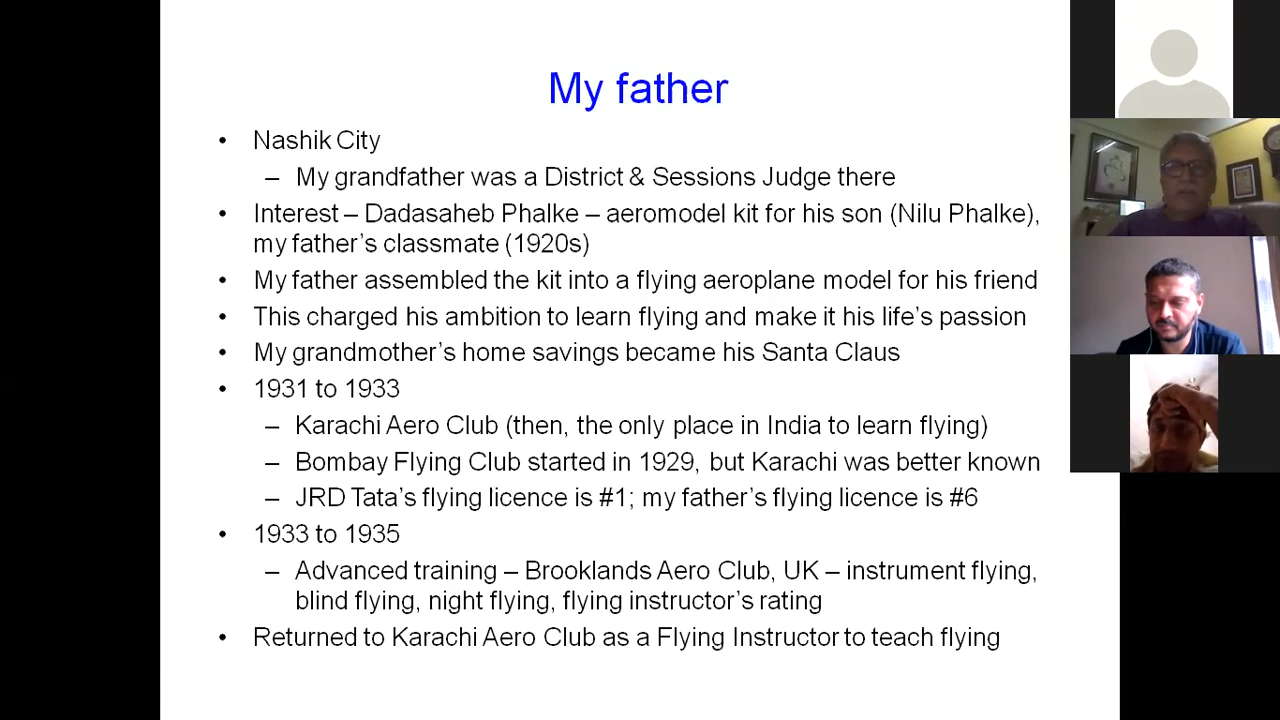 My father
• Nashik City
– My grandfather was a District & Sessions Judge there
• Interest – Dadasaheb Phalke – aeromodel kit for his son (Nilu Phalke),
my father's classmate (1920s)
• My father assembled the kit into a flying aeroplane model for his friend
• This charged his ambition to learn flying and make it his life's passion
• My grandmother's home savings became his Santa Claus
• 1931 to 1933
– Karachi Aero Club (then, the only place in India to learn flying)
– Bombay Flying Club started in 1929, but Karachi was better known
– JRD Tata's flying licence is #1; my father's flying licence is #6
• 1933 to 1935
– Advanced training – Brooklands Aero Club, UK – instrument flying,
blind flying, night flying, flying instructor's rating
• Returned to Karachi Aero Club as a Flying Instructor to teach flying